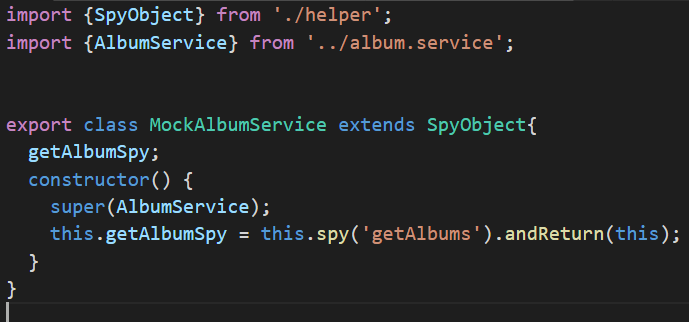 import {SpyObject} from './helper';
import {AlbumService} from '../album.service';
export class MockAlbumService extends SpyObject{
getAlbumSpy;
constructor() {
super(AlbumService);
this.getAlbumSpy = this.spy('getAlbums').andReturn(this);
}
}